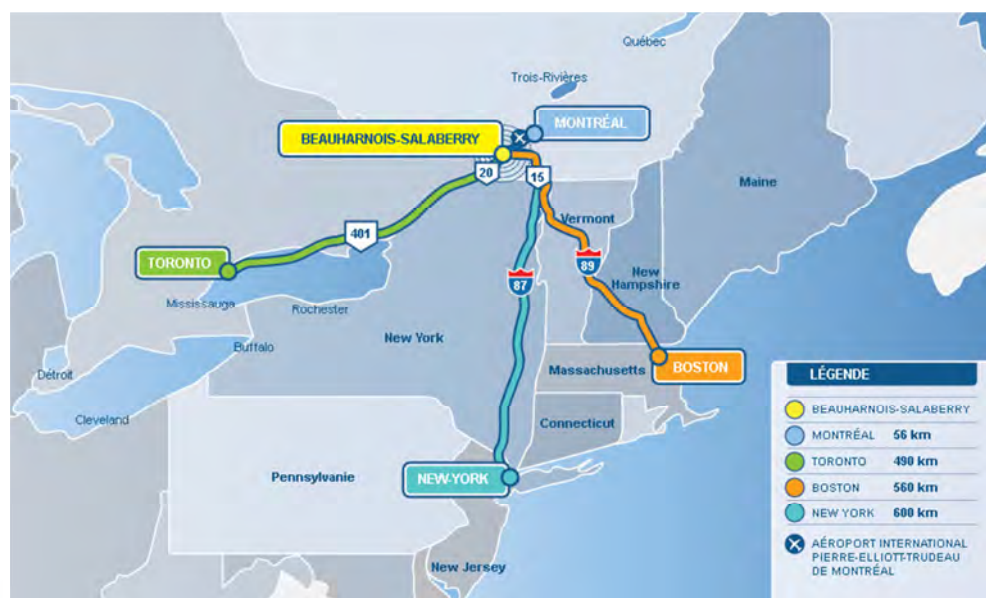 Québec
Trois-Rivières
MONTRÉAL
BEAUHARNOIS-SALABERRY
20
15
Maine
Vermont
401
TORONTO
89
New
Hampshire
87
Mississauga
Rochester
New York
Buffalo
Massachusetts
BOSTON
Détroit
Cleveland
Connecticut
Pennsylvanie
NEW-YORK
New Jersey
LÉGENDE
BEAUHARNOIS-SALABERRY
MONTRÉAL 56 km
TORONTO 490 km
BOSTON 560 km
NEW YORK 600 km
AÉROPORT INTERNATIONAL
PIERRE-ELLIOTT-TRUDEAU
DE MONTRÉAL